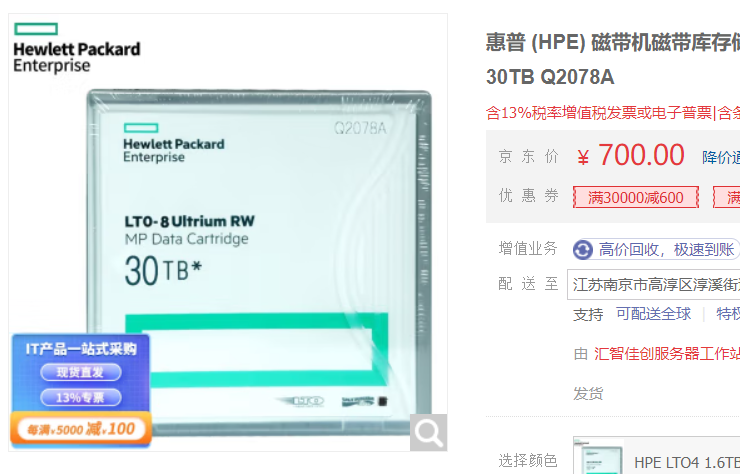 Hewlett Packard
Enterprise
Q2078A
Hewlett Packard
Enterprise
LTO-8 Ultrium RW
MP Data Cartridge
30TB*
IT产品一站式采购
现货直发
13%专票
每满¥5000减¥100
惠普 (HPE) 磁带机磁带库存储
30TB Q2078A
含13%税率增值税发票或电子普票|含
京东价
¥ 700.00 降价通
优惠券
满30000减600 满
增值业务 高价回收，极速到账
配送至 江苏南京市高淳区淳溪街
支持 可配送全球 特权
由 汇智佳创服务器工作站
发货
选择颜色 HPE LTO4 1.6TB